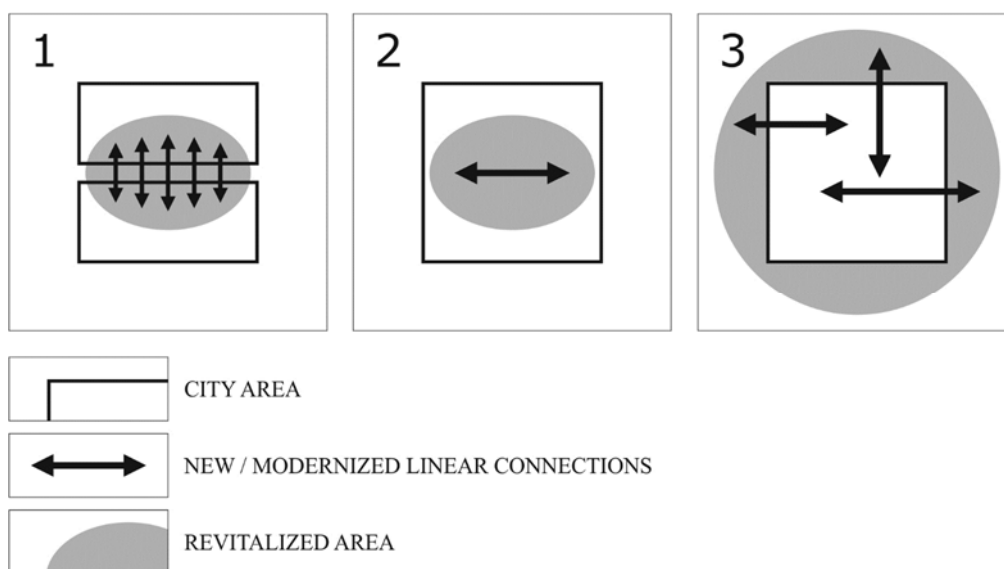 1
2
3
CITY AREA
NEW / MODERNIZED LINEAR CONNECTIONS
REVITALIZED AREA